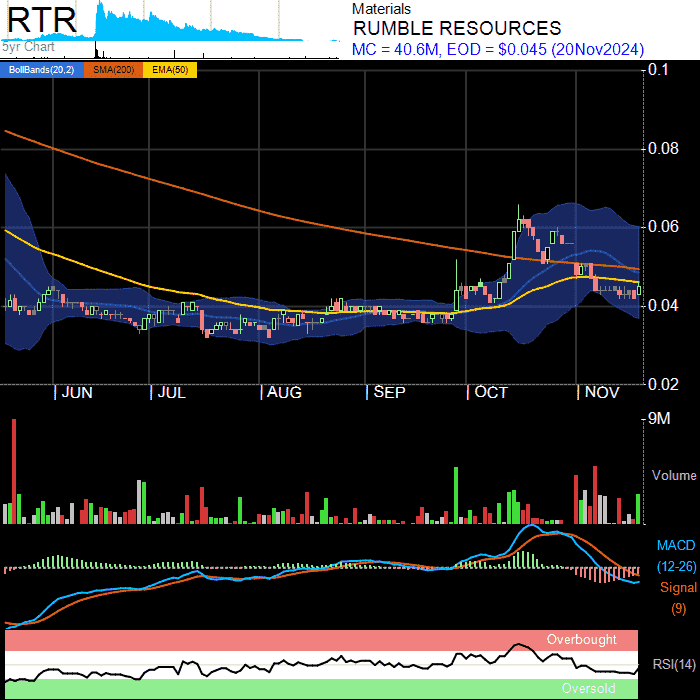 RTR
5yr Chart
Materials
RUMBLE RESOURCES
MC = 40.6M, EOD = $0.045 (20Nov2024)
BollBands(20,2) SMA(200) EMA(50)
0.1
0.08
0.06
0.04
0.02
JUN JUL AUG SEP OCT NOV
9M
Volume
MACD
(12-26)
Signal
(9)
Overbought
RSI(14)
Oversold